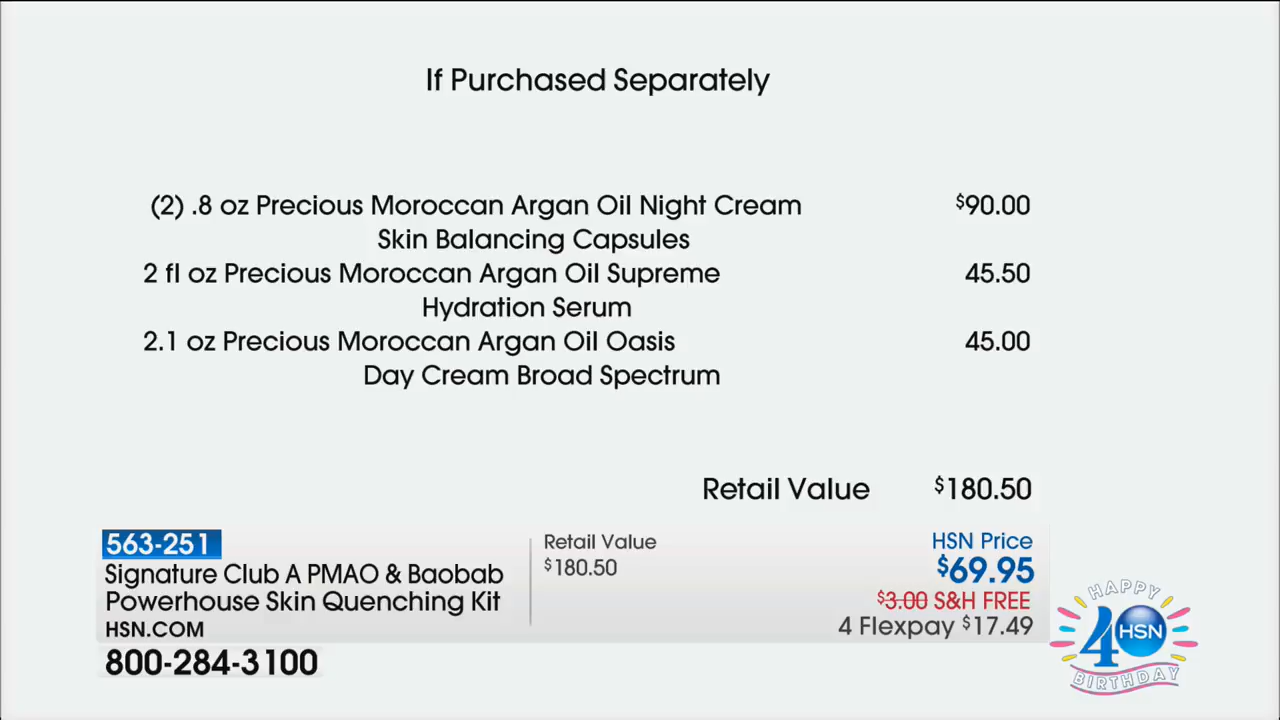 If Purchased Separately
(2) .8 oz Precious Moroccan Argan Oil Night Cream $90.00
Skin Balancing Capsules
2 fl oz Precious Moroccan Argan Oil Supreme 45.50
Hydration Serum
2.1 oz Precious Moroccan Argan Oil Oasis 45.00
Day Cream Broad Spectrum
Retail Value $180.50
563-251
Signature Club A PMAO & Baobab
Powerhouse Skin Quenching Kit
HSN.COM
800-284-3100
Retail Value
$180.50
HSN Price
$69.95
$3.00 S&H FREE
4 Flexpay $17.49
HAPPY
40 HSN
BIRTHDAY